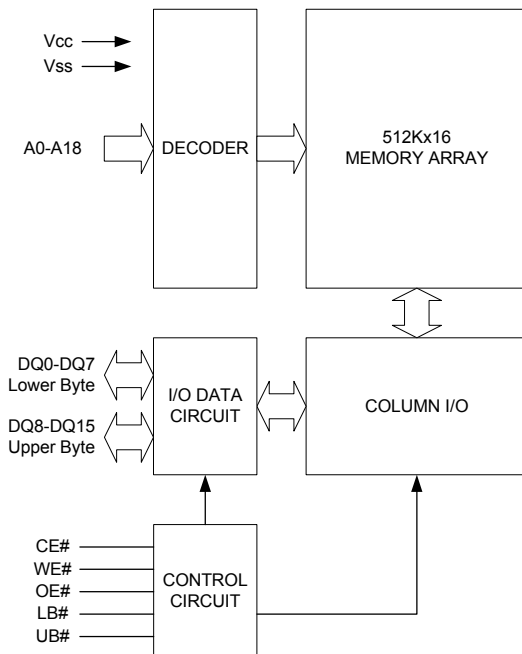 Vcc
Vss
A0-A18
DECODER
512Kx16
MEMORY ARRAY
DQ0-DQ7
Lower Byte
DQ8-DQ15
Upper Byte
I/O DATA
CIRCUIT
COLUMN I/O
CE#
WE#
OE#
LB#
UB#
CONTROL
CIRCUIT